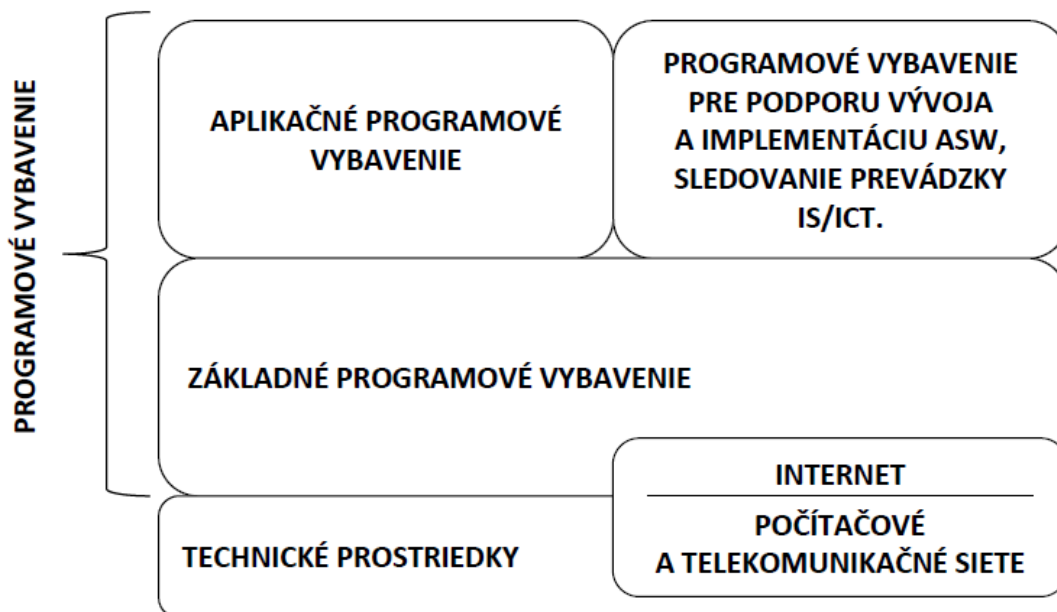 PROGRAMOVÉ VYBAVENIE
APLIKAČNÉ PROGRAMOVÉ
VYBAVENIE
PROGRAMOVÉ VYBAVENIE
PRE PODPORU VÝVOJA
A IMPLEMENTÁCIU ASW,
SLEDOVANIE PREVÁDZKY
IS/ICT.
ZÁKLADNÉ PROGRAMOVÉ VYBAVENIE
INTERNET
POČÍTAČOVÉ
A TELEKOMUNIKAČNÉ SIETE
TECHNICKÉ PROSTRIEDKY